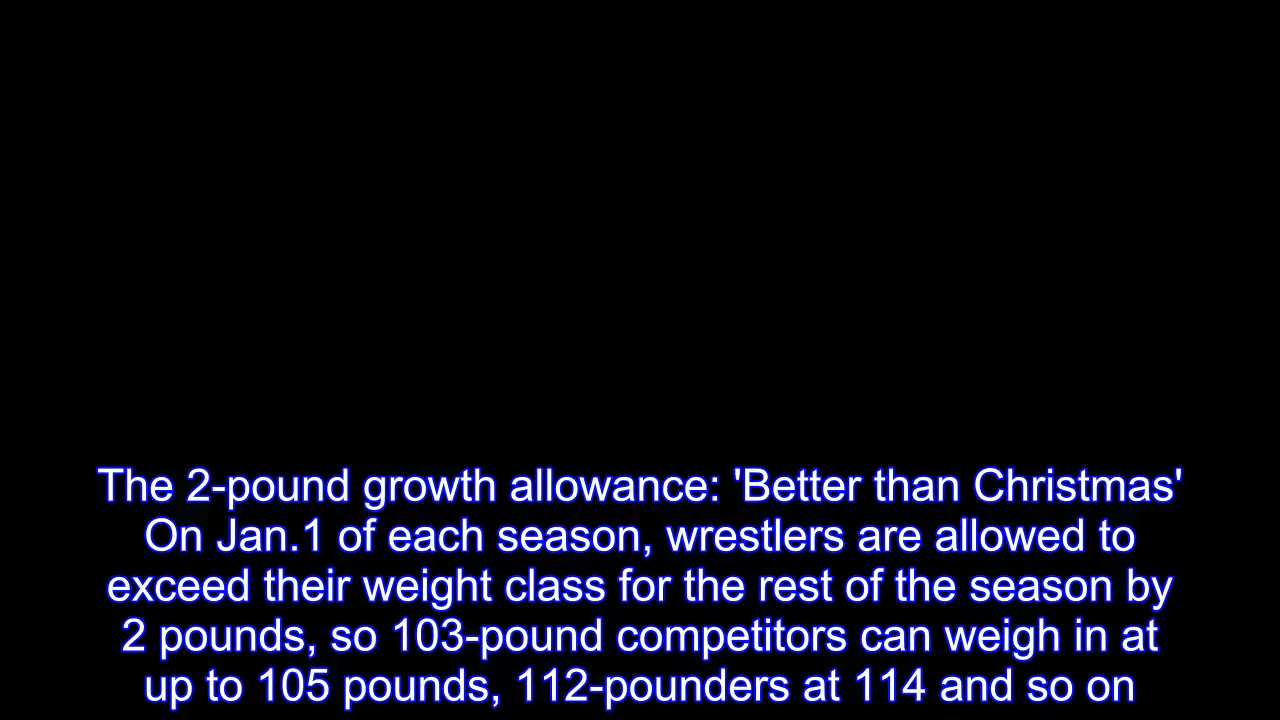 The 2-pound growth allowance: 'Better than Christmas'
On Jan.1 of each season, wrestlers are allowed to
exceed their weight class for the rest of the season by
2 pounds, so 103-pound competitors can weigh in at
up to 105 pounds, 112-pounders at 114 and so on